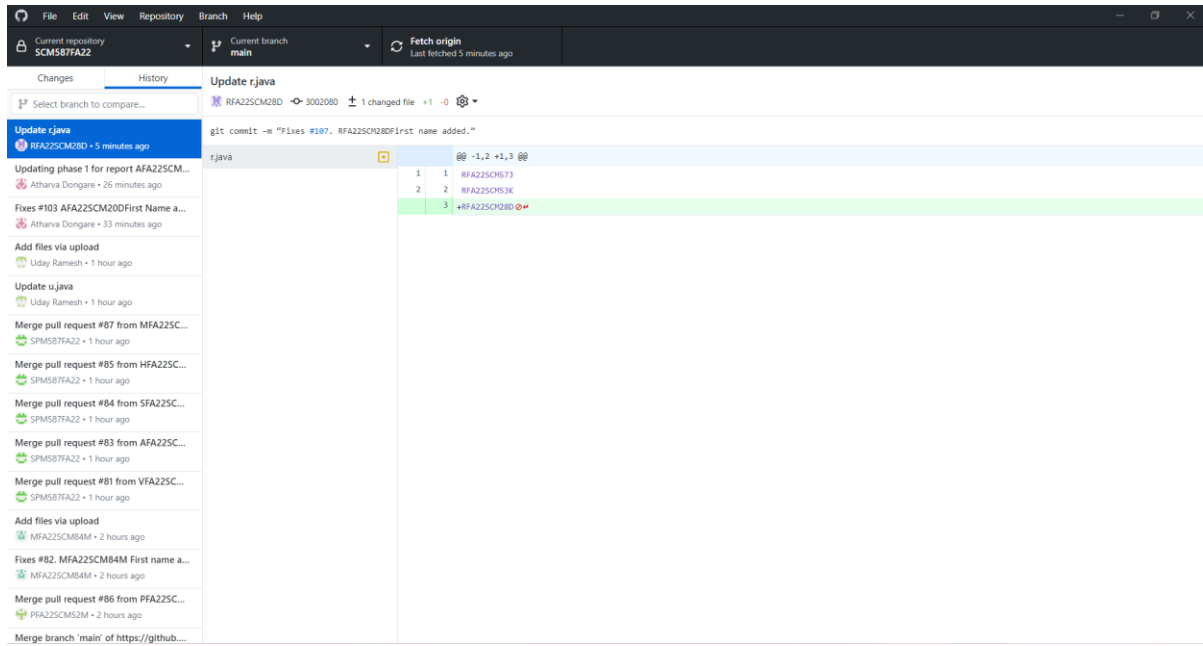 File Edit View Repository Branch Help
Current repository
SCM587FA22
Current branch
main
Fetch origin
Last fetched 5 minutes ago
Changes History
Select branch to compare...
Update r.java
RFA22SCM28D • 5 minutes ago
Updating phase 1 for report AFA22SCM...
Atharva Dongare • 26 minutes ago
Fixes #103 AFA22SCM20DFirst Name a...
Atharva Dongare • 33 minutes ago
Add files via upload
Uday Ramesh • 1 hour ago
Update u.java
Uday Ramesh • 1 hour ago
Merge pull request #87 from MFA22SC...
SPM587FA22 • 1 hour ago
Merge pull request #85 from HFA22SC...
SPM587FA22 • 1 hour ago
Merge pull request #84 from SFA22SC...
SPM587FA22 • 1 hour ago
Merge pull request #83 from AFA22SC...
SPM587FA22 • 1 hour ago
Merge pull request #81 from VFA22SC...
SPM587FA22 • 1 hour ago
Add files via upload
MFA22SCM84M • 2 hours ago
Fixes #82. MFA22SCM84M First name a...
MFA22SCM84M • 2 hours ago
Merge pull request #86 from PFA22SC...
PFA22SCM52M • 2 hours ago
Merge branch 'main' of https://github....
Update r.java
RFA22SCM28D 3002080 1 changed file +1 -0
git commit -m “Fixes #107. RFA22SCM28DFirst name added.”
r.java
@@ -1,2 +1,3 @@
1 1 RFA22SCM57J
2 2 RFA22SCM53K
3 +RFA22SCM28D